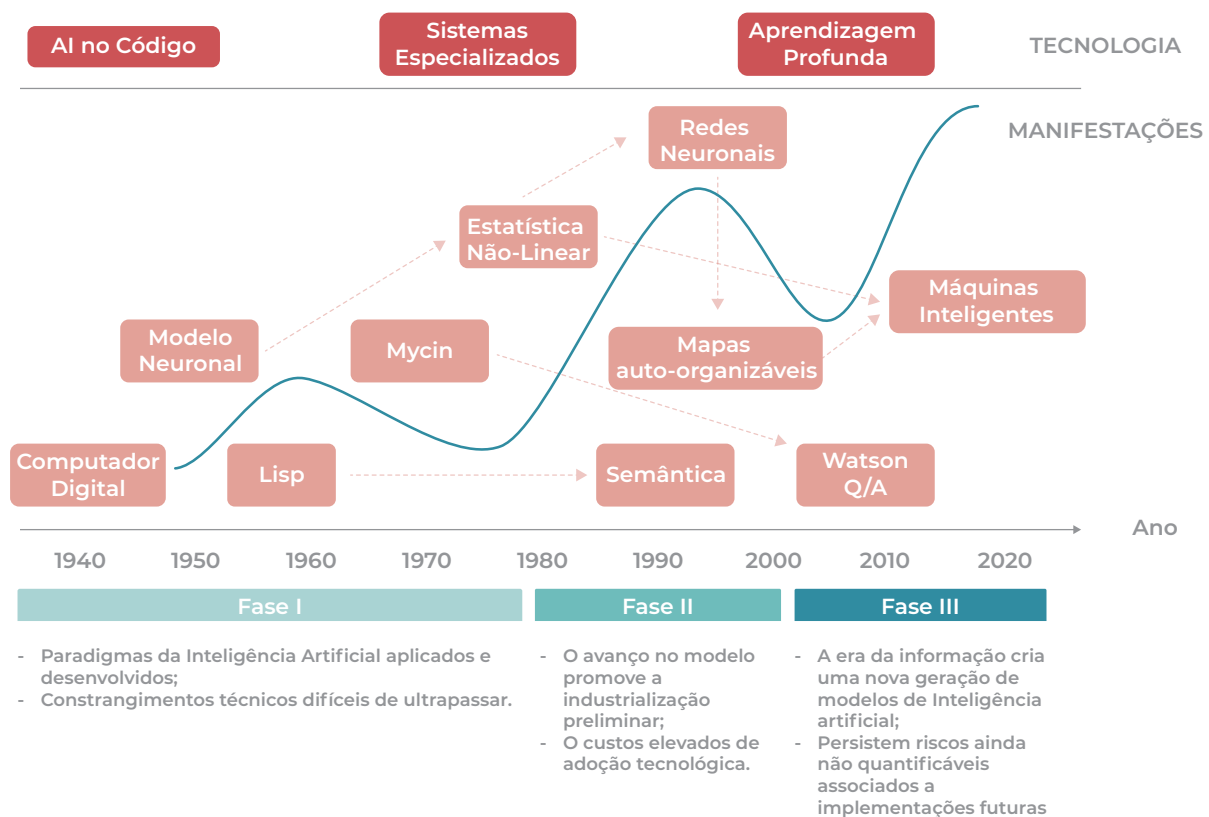 AI no Código
Sistemas
Especializados
Aprendizagem
Profunda
TECNOLOGIA
MANIFESTAÇÕES
Redes
Neuronais
Estatística
Não-Linear
Máquinas
Inteligentes
Modelo
Neuronal
Mycin
Mapas
auto-organizáveis
Computador
Digital
Lisp
Semântica
Watson
Q/A
Ano
1940
1950
1960
1970
1980
1990
2000
2010
2020
Fase I
Fase II
Fase III
- Paradigmas da Inteligência Artificial aplicados e
desenvolvidos;
- Constrangimentos técnicos difíceis de ultrapassar.
- O avanço no modelo
promove a
industrialização
preliminar;
- O custos elevados de
adoção tecnológica.
- A era da informação cria
uma nova geração de
modelos de Inteligência
artificial;
- Persistem riscos ainda
não quantificáveis
associados a
implementações futuras